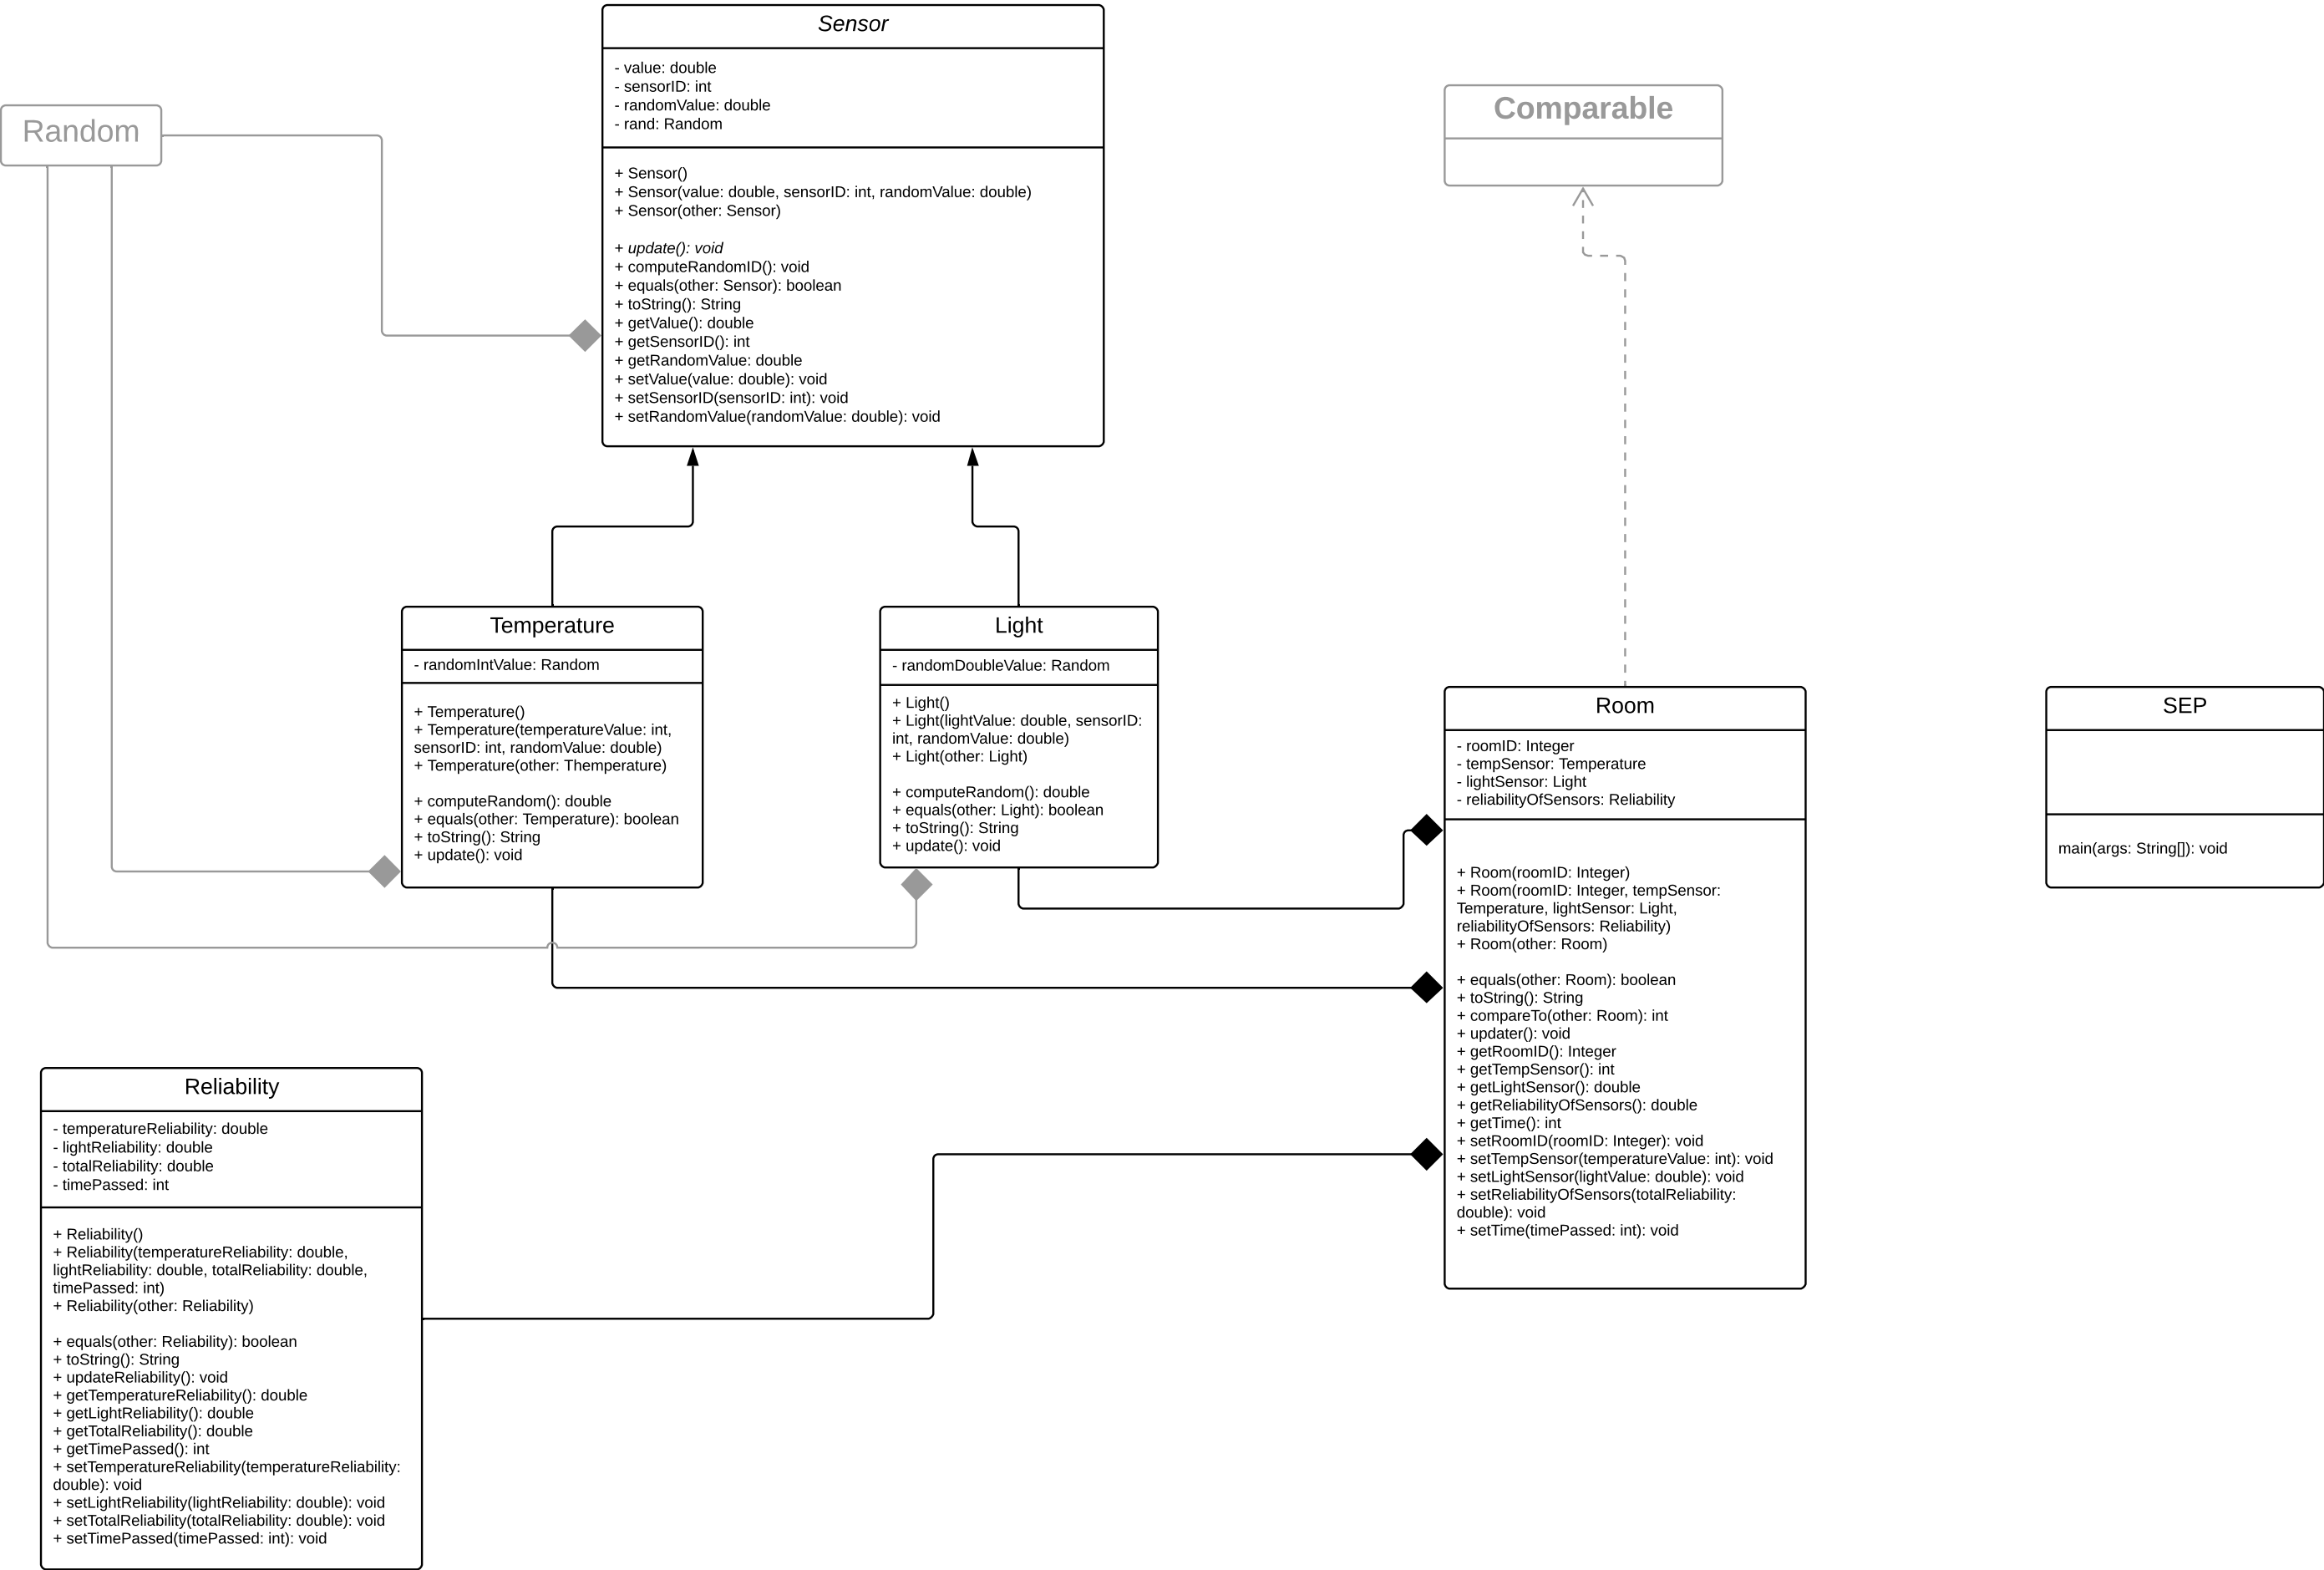 Sensor
- value: double
- sensorID: int
- randomValue: double
- rand: Random
+ Sensor()
+ Sensor(value: double, sensorID: int, randomValue: double)
+ Sensor(other: Sensor)
+ update(): void
+ computeRandomID(): void
+ equals(other: Sensor): boolean
+ toString(): String
+ getValue(): double
+ getSensorID(): int
+ getRandomValue: double
+ setValue(value: double): void
+ setSensorID(sensorID: int): void
+ setRandomValue(randomValue: double): void
Random
Comparable
Temperature
- randomIntValue: Random
+ Temperature()
+ Temperature(temperatureValue: int,
sensorID: int, randomValue: double)
+ Temperature(other: Themperature)
+ computeRandom(): double
+ equals(other: Temperature): boolean
+ toString(): String
+ update(): void
Light
- randomDoubleValue: Random
+ Light()
+ Light(lightValue: double, sensorID:
int, randomValue: double)
+ Light(other: Light)
+ computeRandom(): double
+ equals(other: Light): boolean
+ toString(): String
+ update(): void
Room
- roomID: Integer
- tempSensor: Temperature
- lightSensor: Light
- reliabilityOfSensors: Reliability
+ Room(roomID: Integer)
+ Room(roomID: Integer, tempSensor:
Temperature, lightSensor: Light,
reliabilityOfSensors: Reliability)
+ Room(other: Room)
+ equals(other: Room): boolean
+ toString(): String
+ compareTo(other: Room): int
+ updater(): void
+ getRoomID(): Integer
+ getTempSensor(): int
+ getLightSensor(): double
+ getReliabilityOfSensors(): double
+ getTime(): int
+ setRoomID(roomID: Integer): void
+ setTempSensor(temperatureValue: int): void
+ setLightSensor(lightValue: double): void
+ setReliabilityOfSensors(totalReliability:
double): void
+ setTime(timePassed: int): void
SEP
main(args: String[]): void
Reliability
- temperatureReliability: double
- lightReliability: double
- totalReliability: double
- timePassed: int
+ Reliability()
+ Reliability(temperatureReliability: double,
lightReliability: double, totalReliability: double,
timePassed: int)
+ Reliability(other: Reliability)
+ equals(other: Reliability): boolean
+ toString(): String
+ updateReliability(): void
+ getTemperatureReliability(): double
+ getLightReliability(): double
+ getTotalReliability(): double
+ getTimePassed(): int
+ setTemperatureReliability(temperatureReliability:
double): void
+ setLightReliability(lightReliability: double): void
+ setTotalReliability(totalReliability: double): void
+ setTimePassed(timePassed: int): void